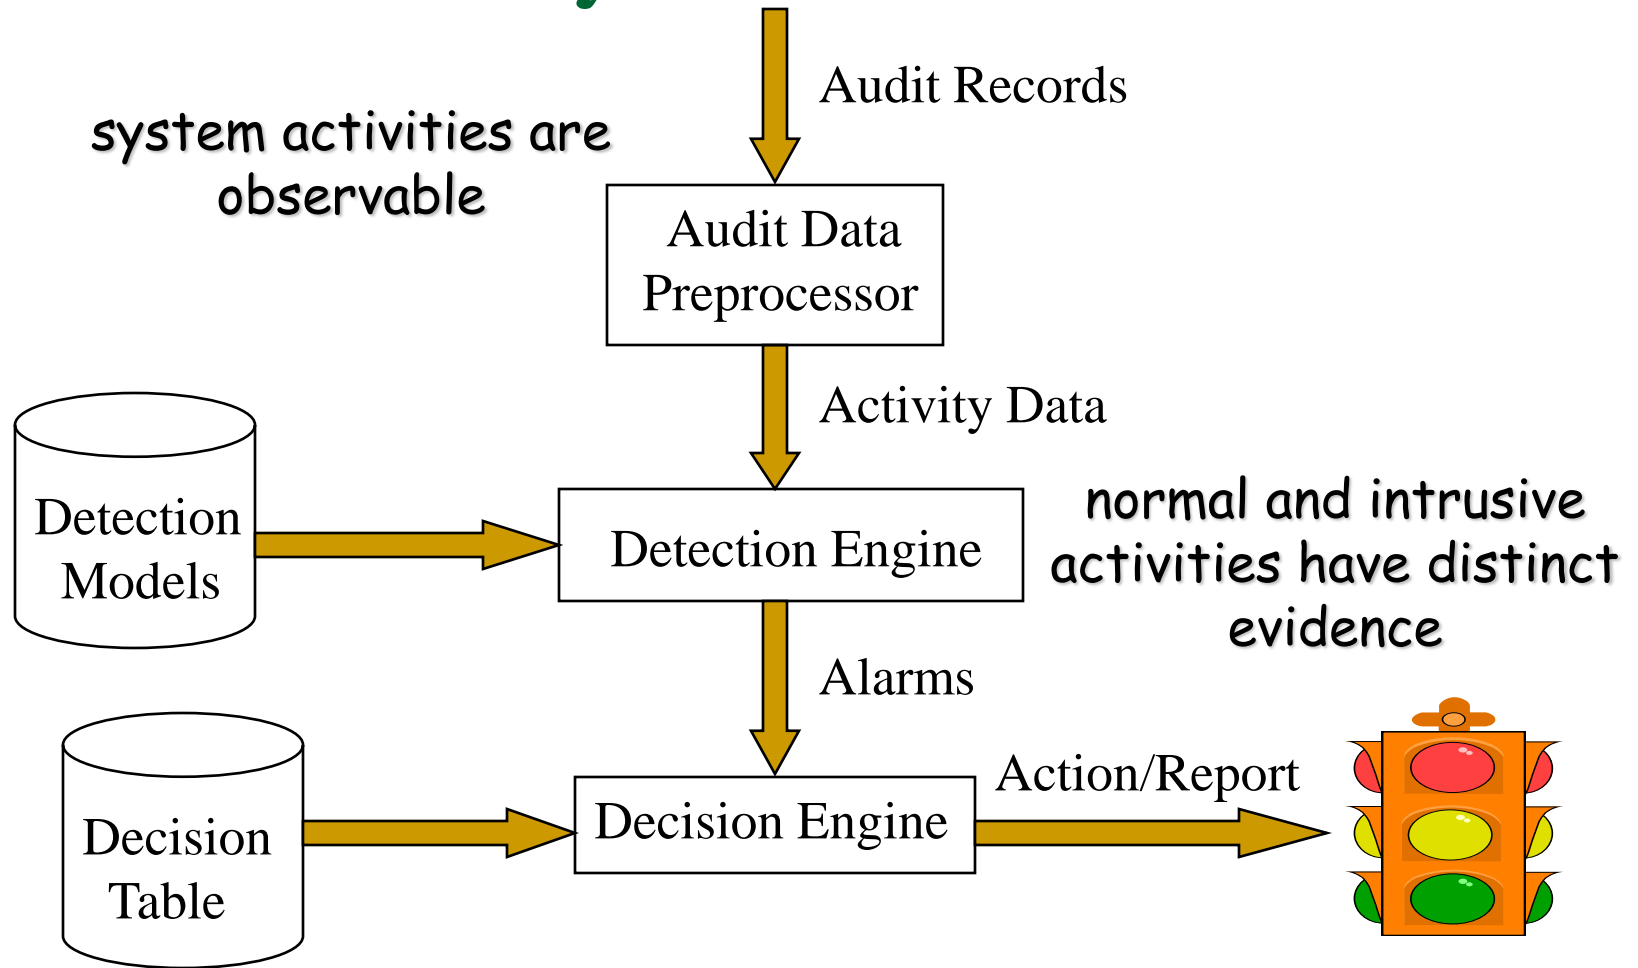 Audit Records
system activities are
observable
Audit Data
Preprocessor
Activity Data
Detection
Models
Detection Engine
normal and intrusive
activities have distinct
evidence
Alarms
Action/Report
Decision Engine
Decision
Table